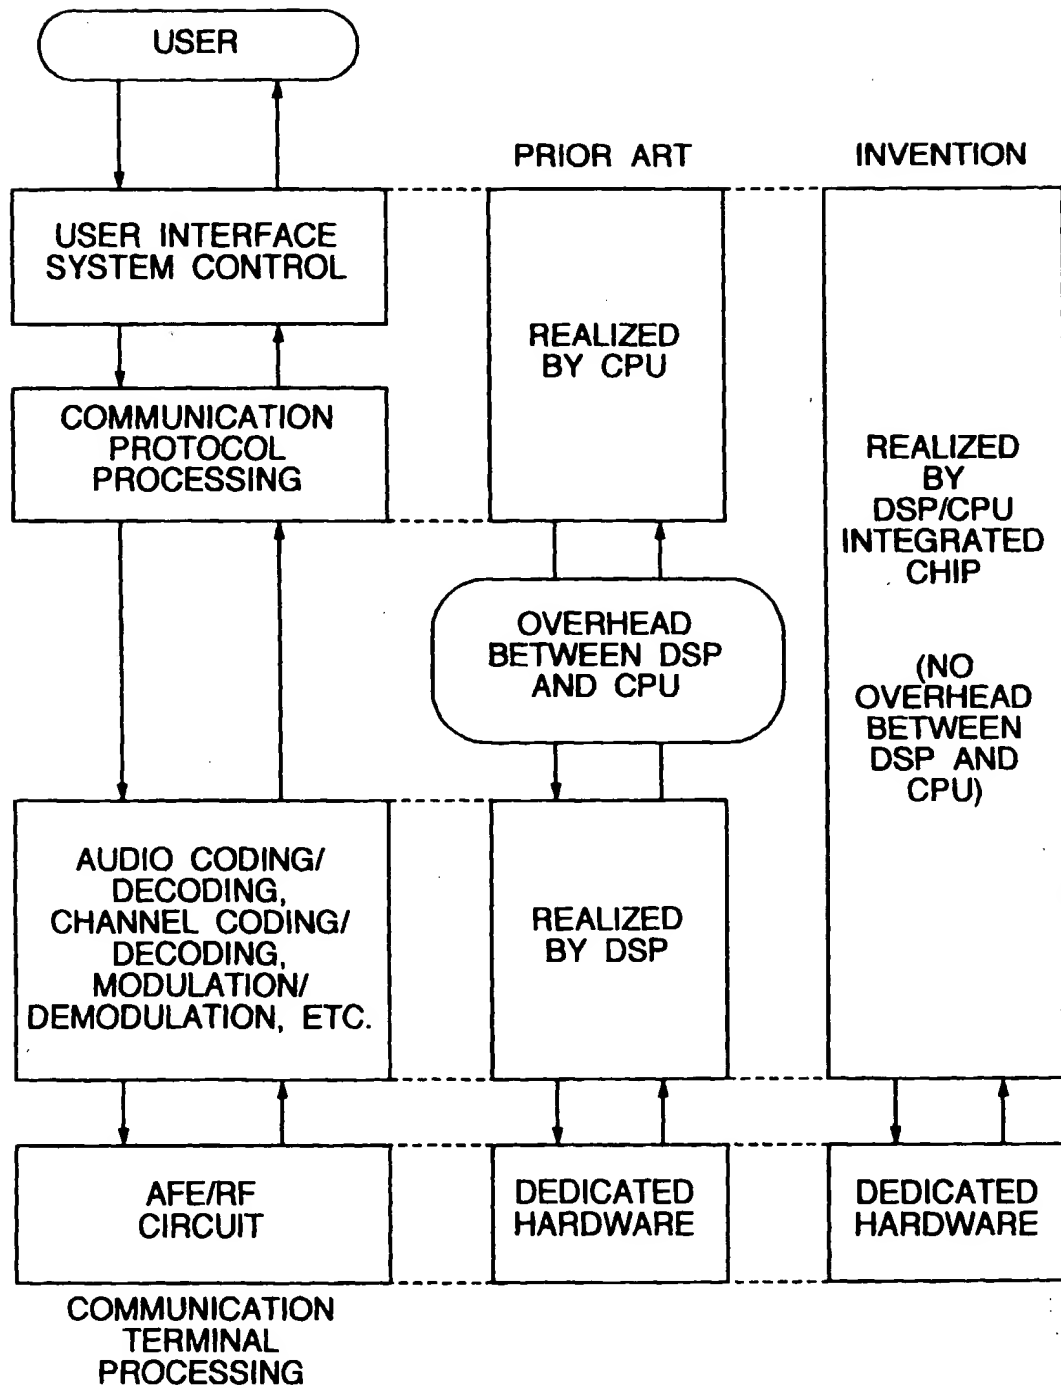 USER
PRIOR ART
INVENTION
USER INTERFACE
SYSTEM CONTROL
REALIZED
BY CPU
COMMUNICATION
PROTOCOL
PROCESSING
REALIZED
BY
DSP/CPU
INTEGRATED
CHIP
OVERHEAD
BETWEEN DSP
AND CPU
(NO
OVERHEAD
BETWEEN
DSP AND
CPU)
AUDIO CODING/
DECODING,
CHANNEL CODING/
DECODING,
MODULATION/
DEMODULATION, ETC.
REALIZED
BY DSP
AFE/RF
CIRCUIT
DEDICATED
HARDWARE
DEDICATED
HARDWARE
COMMUNICATION
TERMINAL
PROCESSING